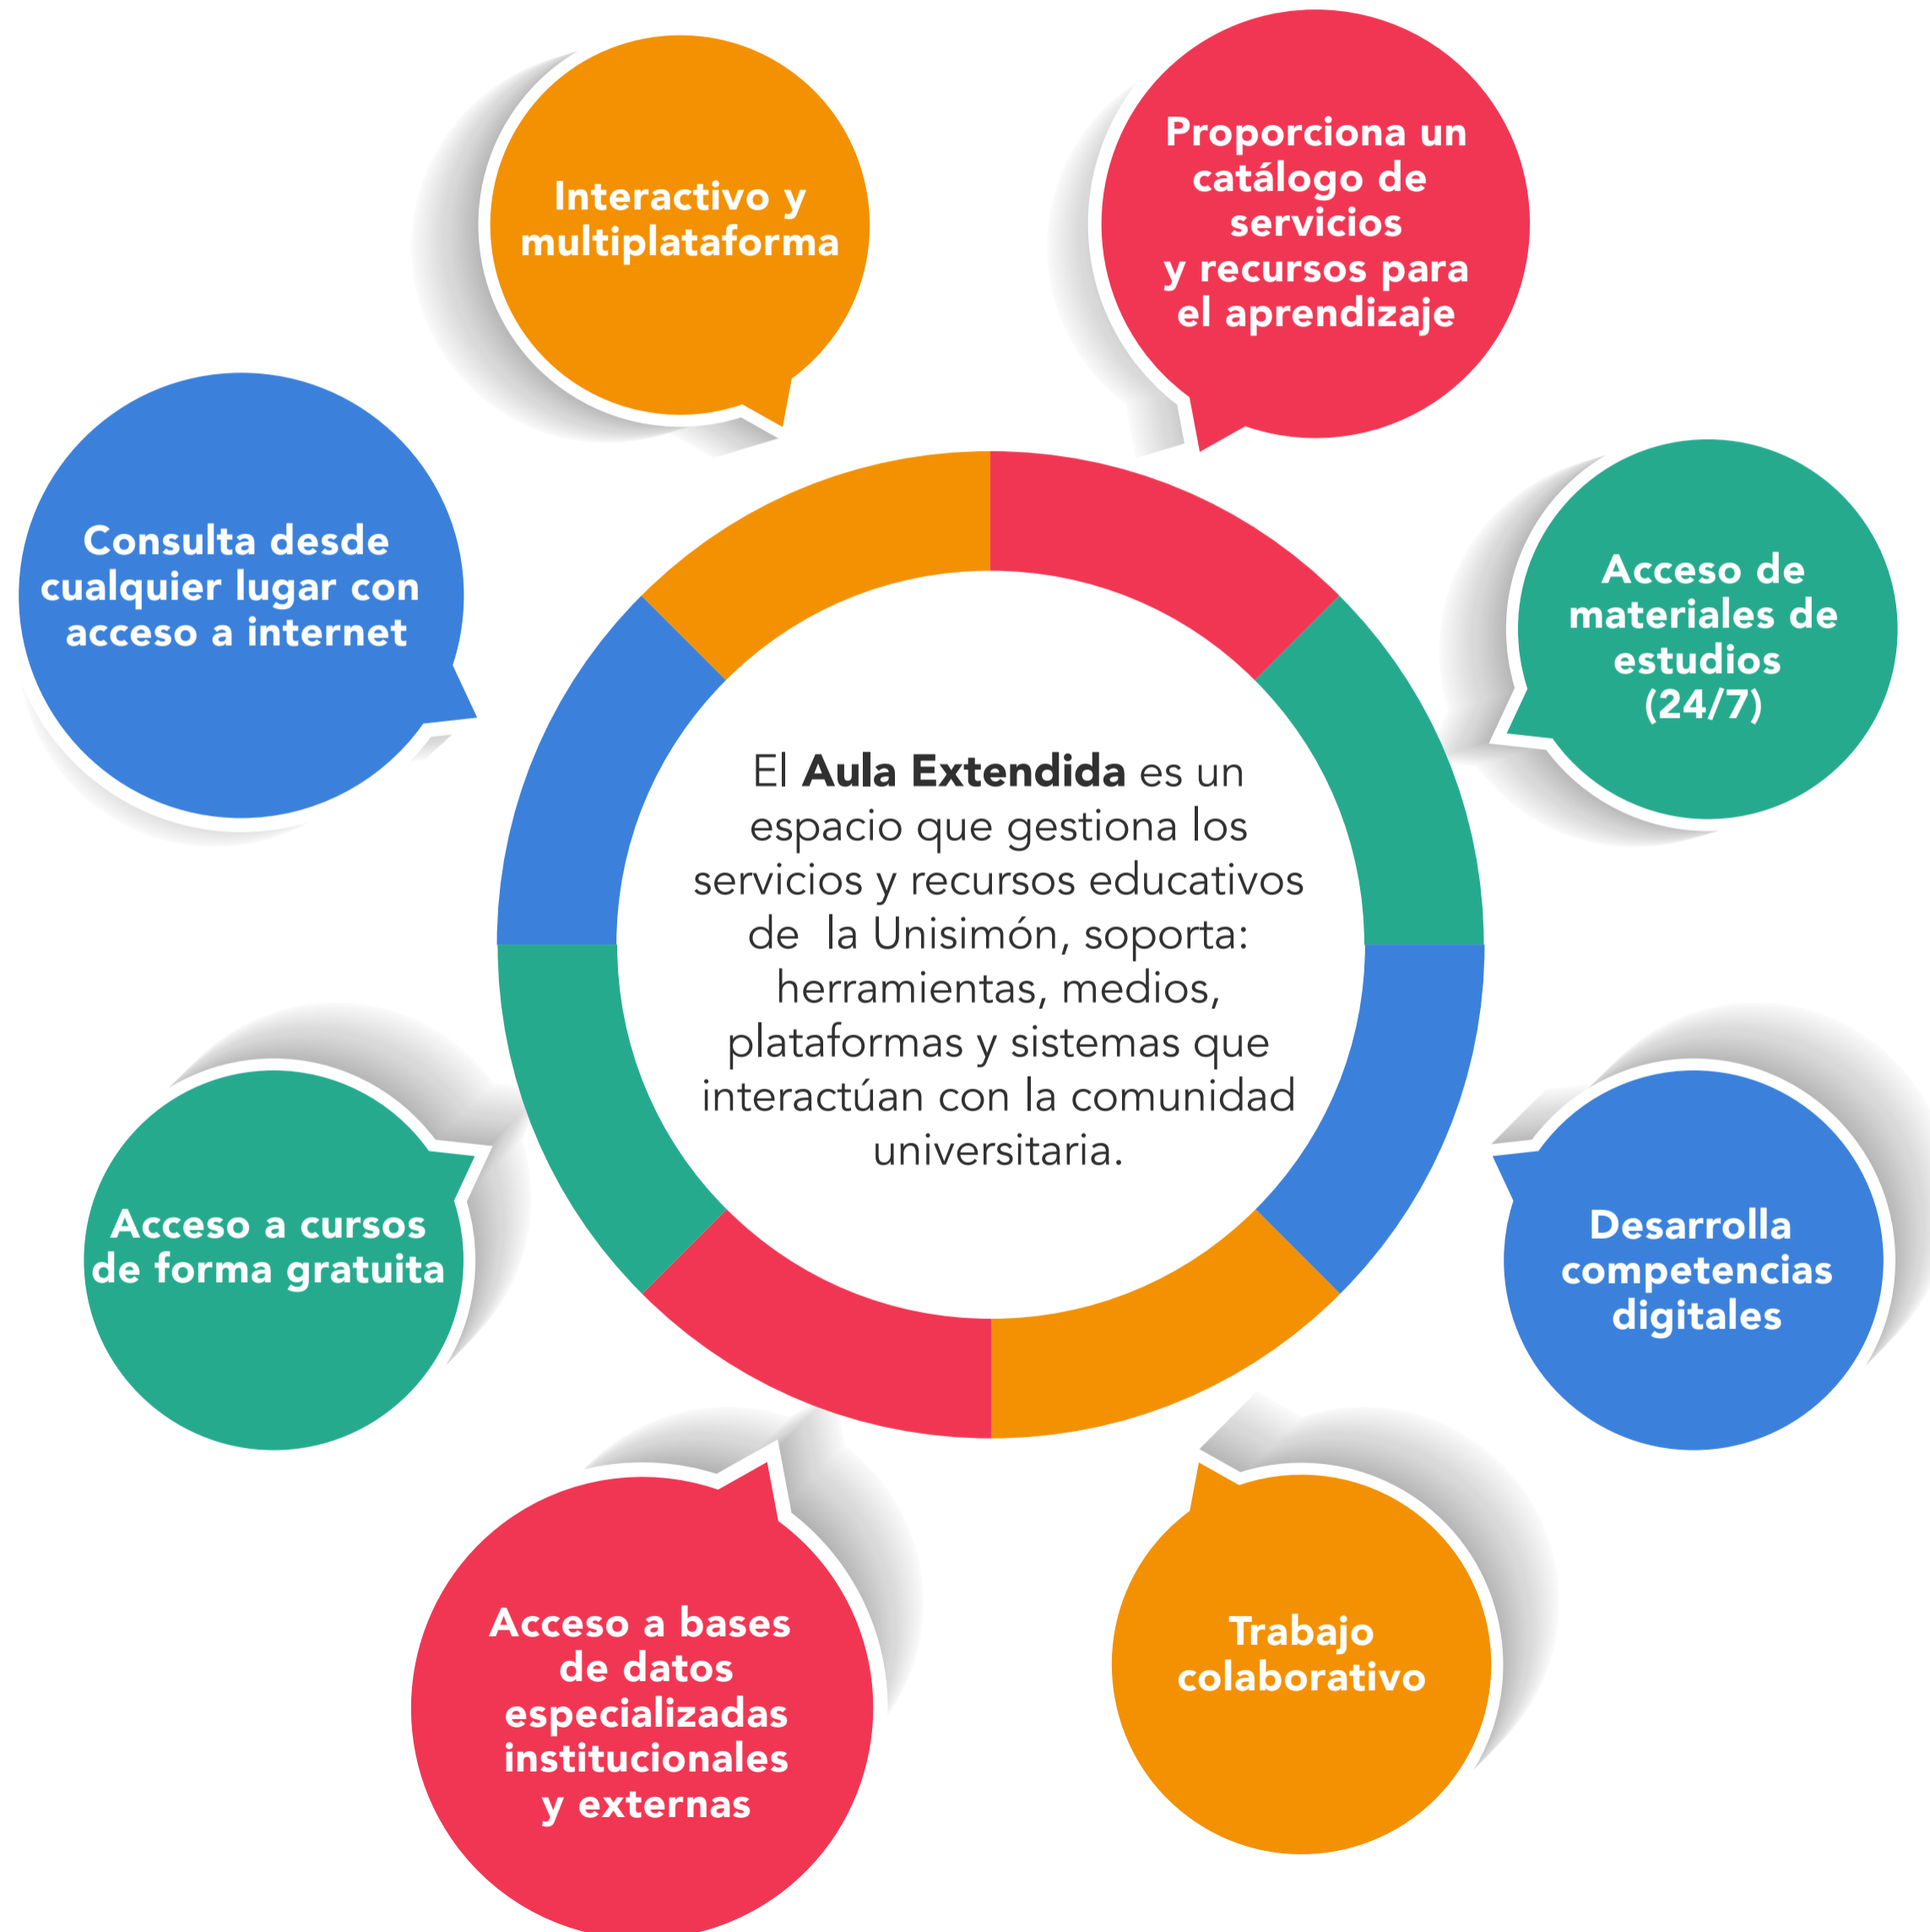 Interactivo y
multiplataforma
Proporciona un
catálogo de
servicios
y recursos para
el aprendizaje
Consulta desde
cualquier lugar con
acceso a internet
Acceso de
materiales de
estudios
(24/7)
El Aula Extendida es un
espacio que gestiona los
servicios y recursos educativos
de la Unisimón, soporta:
herramientas, medios,
plataformas y sistemas que
interactúan con la comunidad
universitaria.
Acceso a cursos
de forma gratuita
Desarrolla
competencias
digitales
Acceso a bases
de datos
especializadas
institucionales
y externas
Trabajo
colaborativo